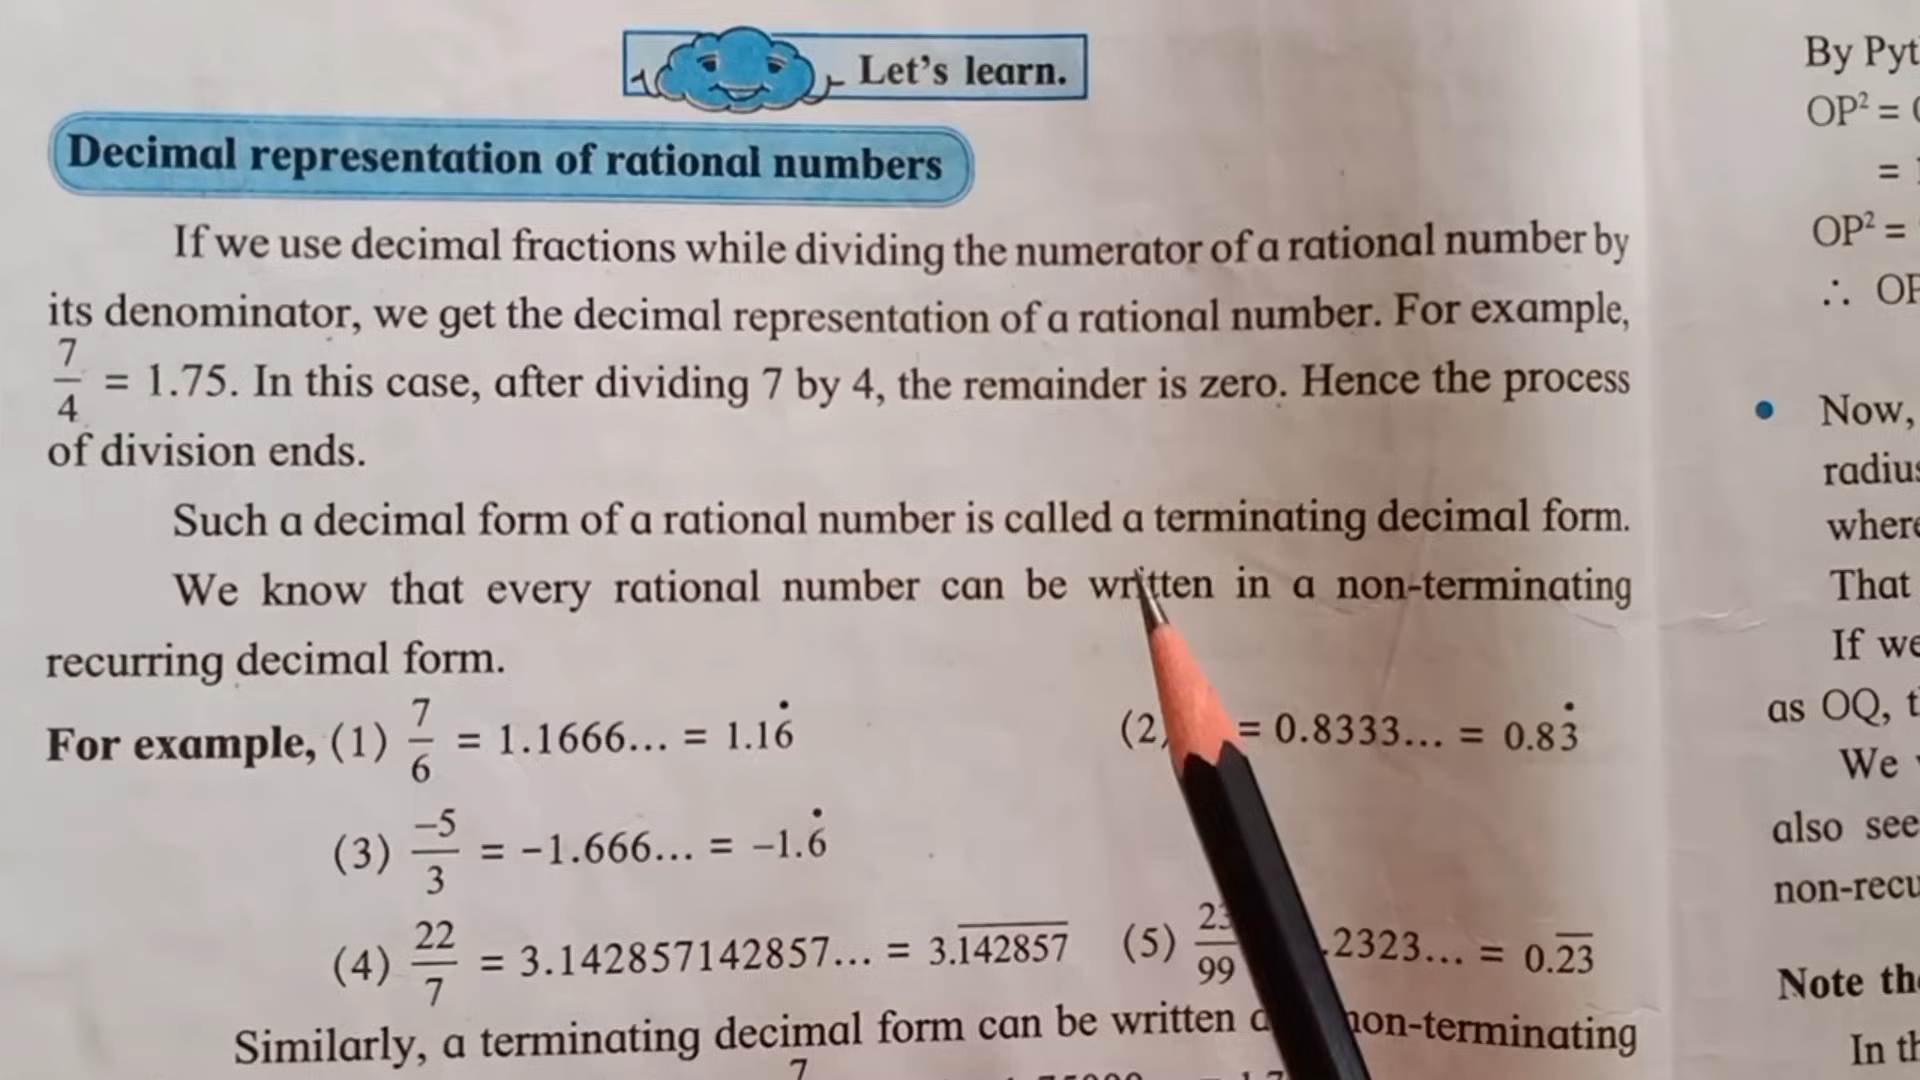 Let's learn.
Decimal representation of rational numbers
If we use decimal fractions while dividing the numerator of a rational number by
its denominator, we get the decimal representation of a rational number. For example,
7/4 = 1.75. In this case, after dividing 7 by 4, the remainder is zero. Hence the process
of division ends.
Such a decimal form of a rational number is called a terminating decimal form.
We know that every rational number can be written in a non-terminating
recurring decimal form.
For example, (1) 7/6 = 1.1666... = 1.16̇
(2) = 0.8333... = 0.83̇
(3) -5/3 = -1.666... = -1.6̇
(4) 22/7 = 3.142857142857... = 3.1̅4̅2̅8̅5̅7̅
(5) 23/99 .2323... = 0.2̅3̅
Similarly, a terminating decimal form can be written non-terminating
7
By Pyt
OP² =
=
OP² =
∴ OP
• Now,
radius
where
That
If we
as OQ, t
We
also see
non-recu
Note the
In th